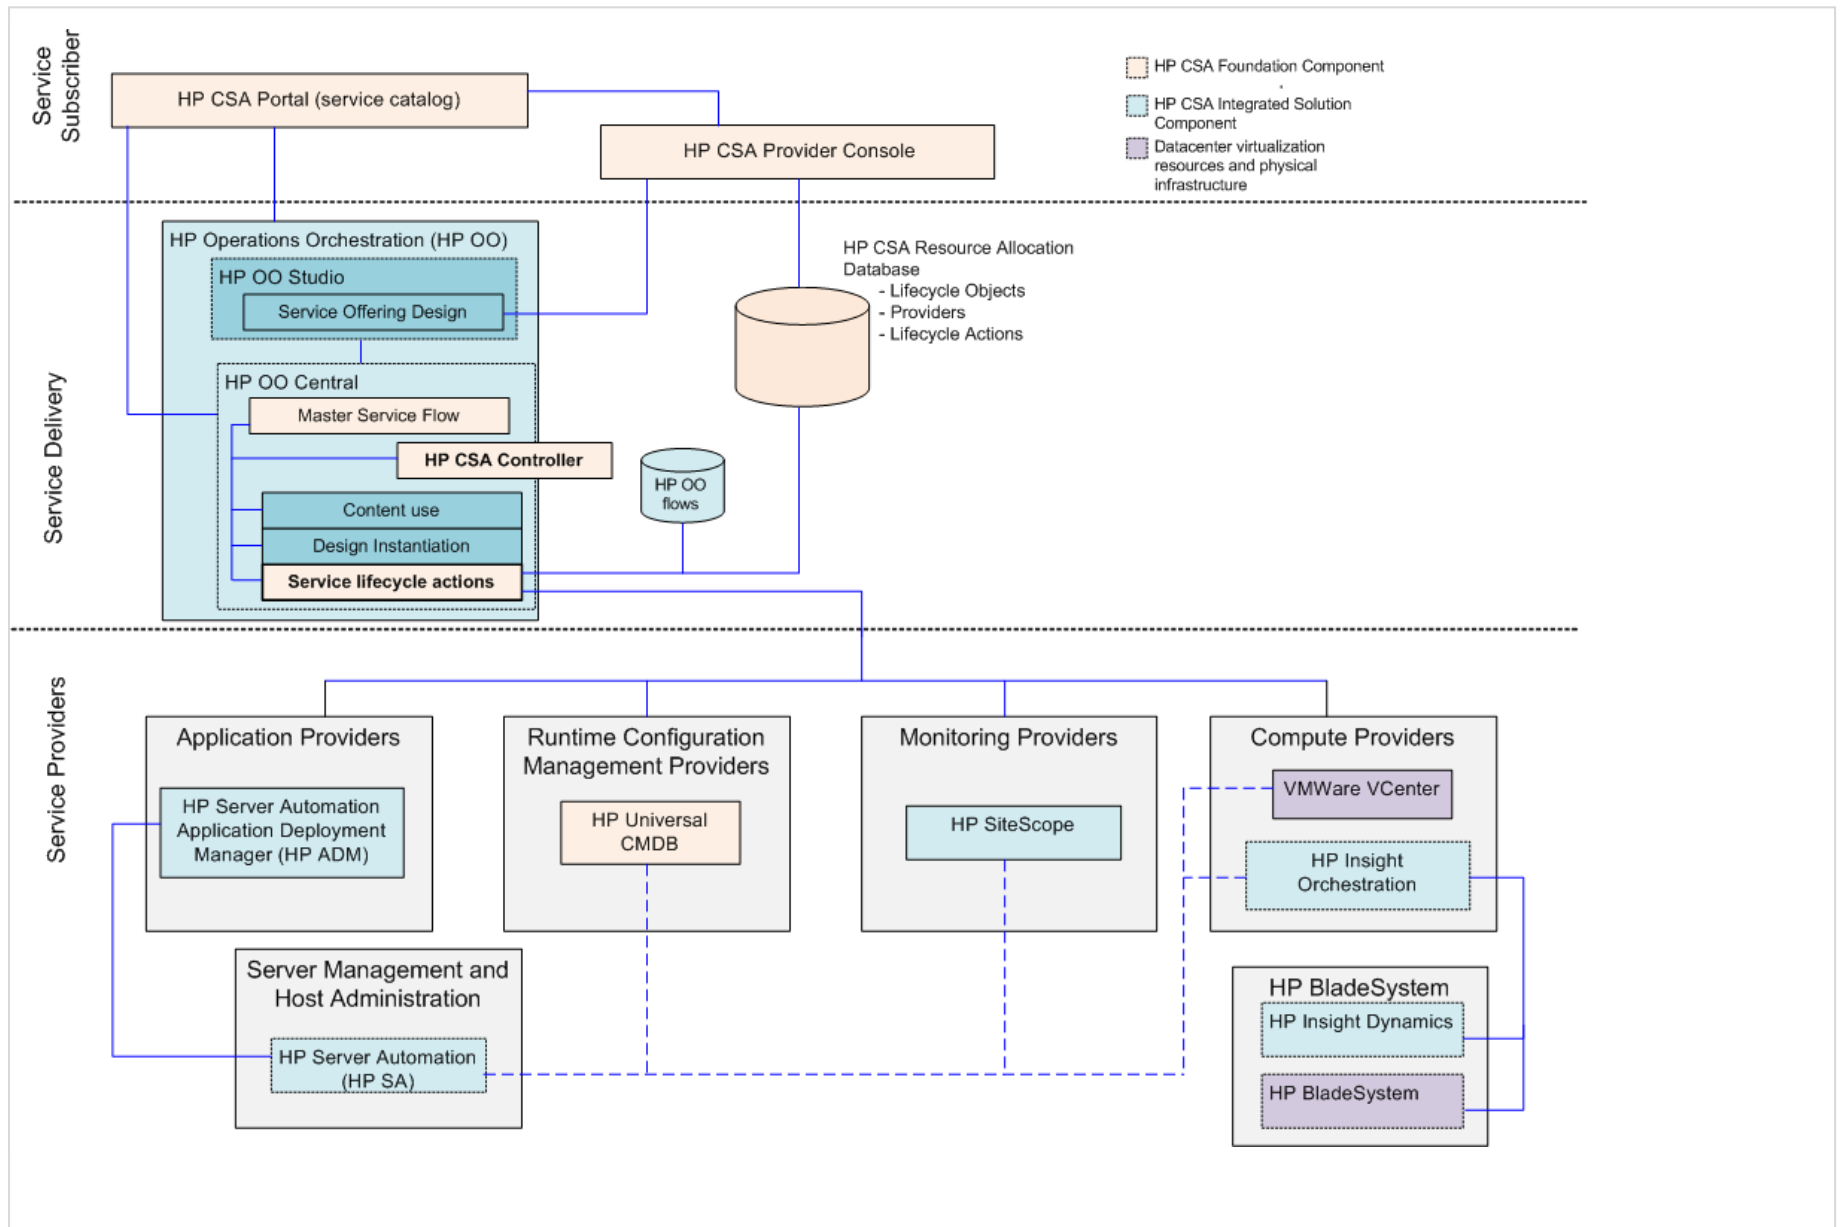 Service
Subscriber
HP CSA Portal (service catalog)
HP CSA Provider Console
HP CSA Foundation Component
HP CSA Integrated Solution
Component
Datacenter virtualization
resources and physical
infrastructure
Service Delivery
HP Operations Orchestration (HP OO)
HP OO Studio
Service Offering Design
HP OO Central
Master Service Flow
HP CSA Controller
Content use
Design Instantiation
Service lifecycle actions
HP OO
flows
HP CSA Resource Allocation
Database
- Lifecycle Objects
- Providers
- Lifecycle Actions
Service Providers
Application Providers
HP Server Automation
Application Deployment
Manager (HP ADM)
Runtime Configuration
Management Providers
HP Universal
CMDB
Monitoring Providers
HP SiteScope
Compute Providers
VMWare VCenter
HP Insight
Orchestration
Server Management and
Host Administration
HP Server Automation
(HP SA)
HP BladeSystem
HP Insight Dynamics
HP BladeSystem